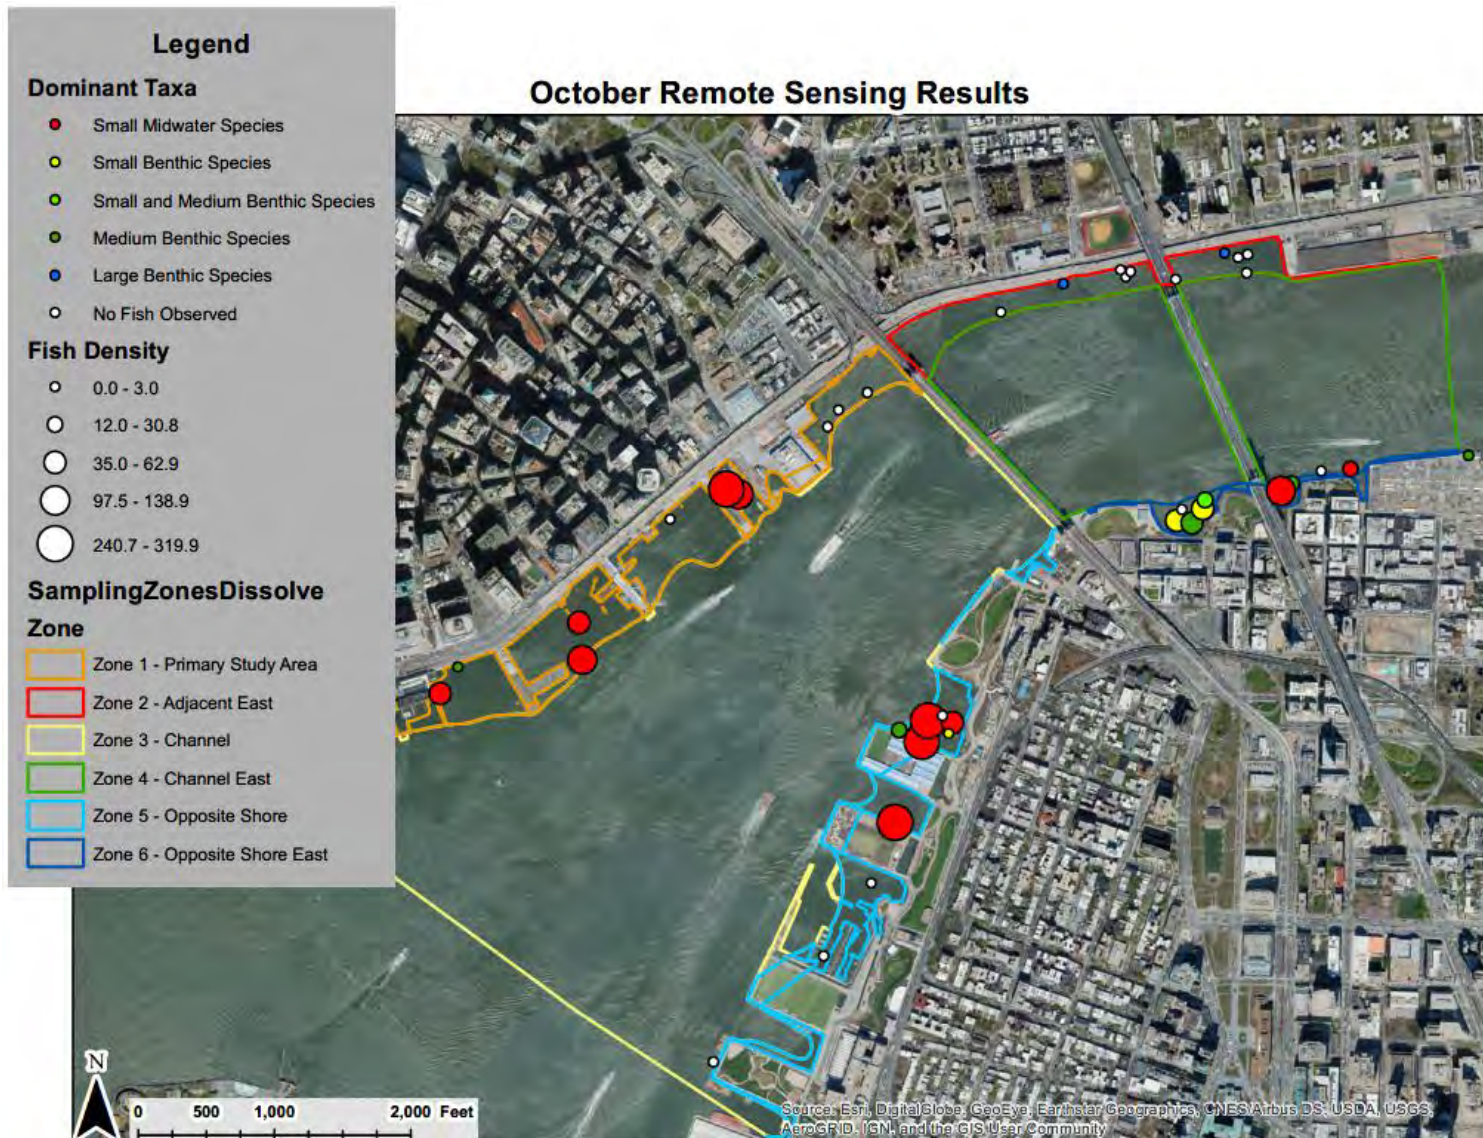 Legend
Dominant Taxa
Small Midwater Species
Small Benthic Species
Small and Medium Benthic Species
Medium Benthic Species
Large Benthic Species
No Fish Observed
Fish Density
0.0 - 3.0
12.0 - 30.8
35.0 - 62.9
97.5 - 138.9
240.7 - 319.9
SamplingZonesDissolve
Zone
Zone 1 - Primary Study Area
Zone 2 - Adjacent East
Zone 3 - Channel
Zone 4 - Channel East
Zone 5 - Opposite Shore
Zone 6 - Opposite Shore East
October Remote Sensing Results
N
0 500 1,000 2,000 Feet
Source: Esri, DigitalGlobe, GeoEye, Earthstar Geographics, CNES/Airbus DS, USDA, USGS,
AeroGRID, IGN, and the GIS User Community